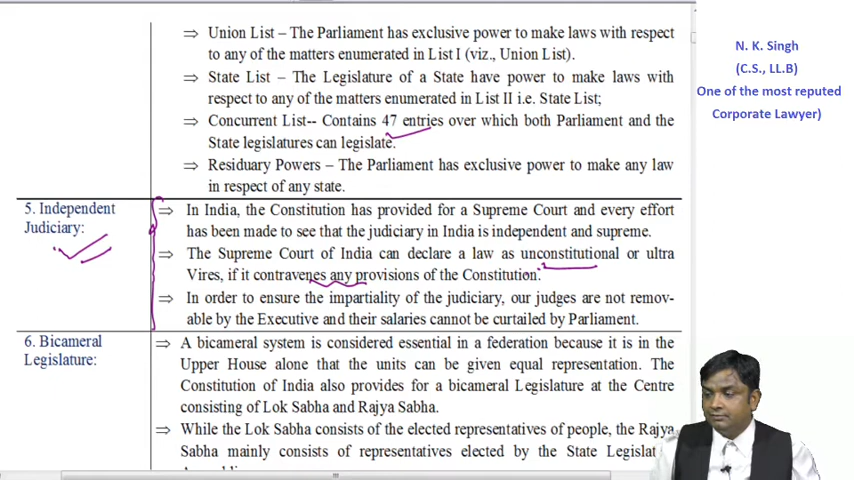 ⇒ Union List – The Parliament has exclusive power to make laws with respect
to any of the matters enumerated in List I (viz., Union List).
⇒ State List – The Legislature of a State have power to make laws with
respect to any of the matters enumerated in List II i.e. State List;
⇒ Concurrent List-- Contains 47 entries over which both Parliament and the
State legislatures can legislate.
⇒ Residuary Powers – The Parliament has exclusive power to make any law
in respect of any state.
5. Independent
Judiciary:
⇒ In India, the Constitution has provided for a Supreme Court and every effort
has been made to see that the judiciary in India is independent and supreme.
⇒ The Supreme Court of India can declare a law as unconstitutional or ultra
Vires, if it contravenes any provisions of the Constitution.
⇒ In order to ensure the impartiality of the judiciary, our judges are not remov-
able by the Executive and their salaries cannot be curtailed by Parliament.
6. Bicameral
Legislature:
⇒ A bicameral system is considered essential in a federation because it is in the
Upper House alone that the units can be given equal representation. The
Constitution of India also provides for a bicameral Legislature at the Centre
consisting of Lok Sabha and Rajya Sabha.
⇒ While the Lok Sabha consists of the elected representatives of people, the Rajya
Sabha mainly consists of representatives elected by the State
N. K. Singh
(C.S., LL.B)
One of the most reputed
Corporate Lawyer)